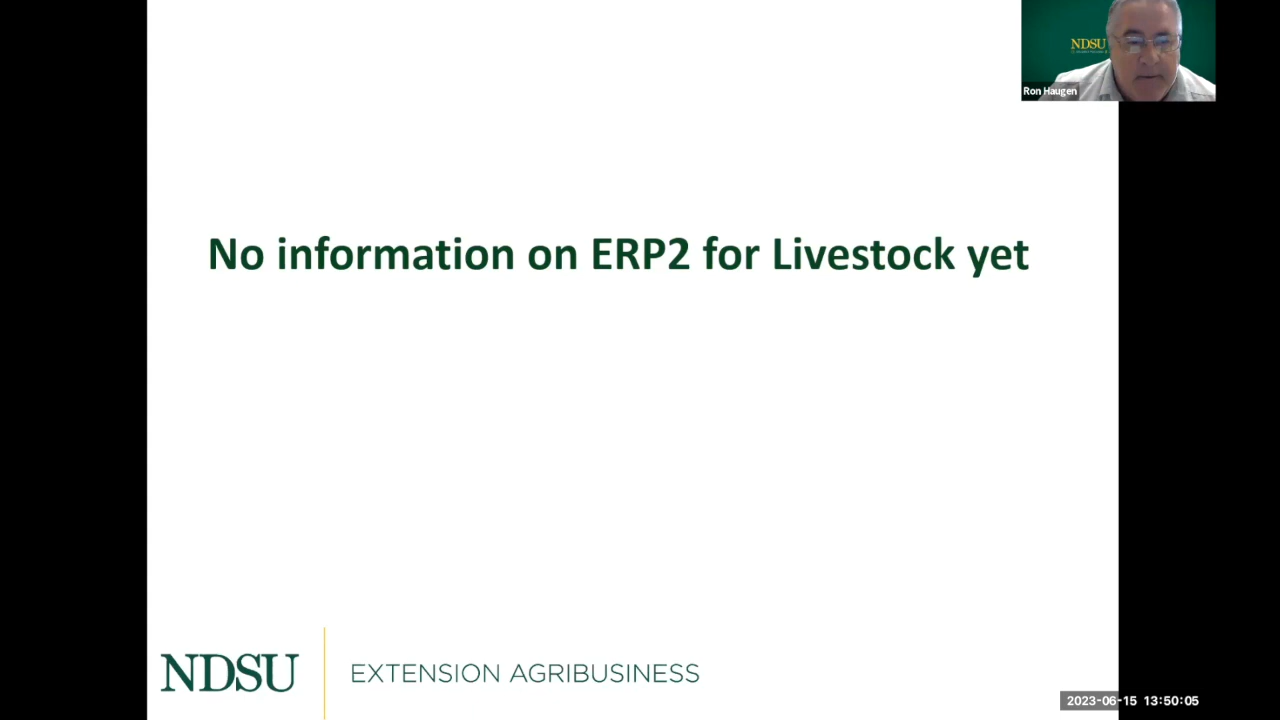 NDSU
Ron Haugen
No information on ERP2 for Livestock yet
NDSU
EXTENSION AGRIBUSINESS
2023-06-15 13:50:05